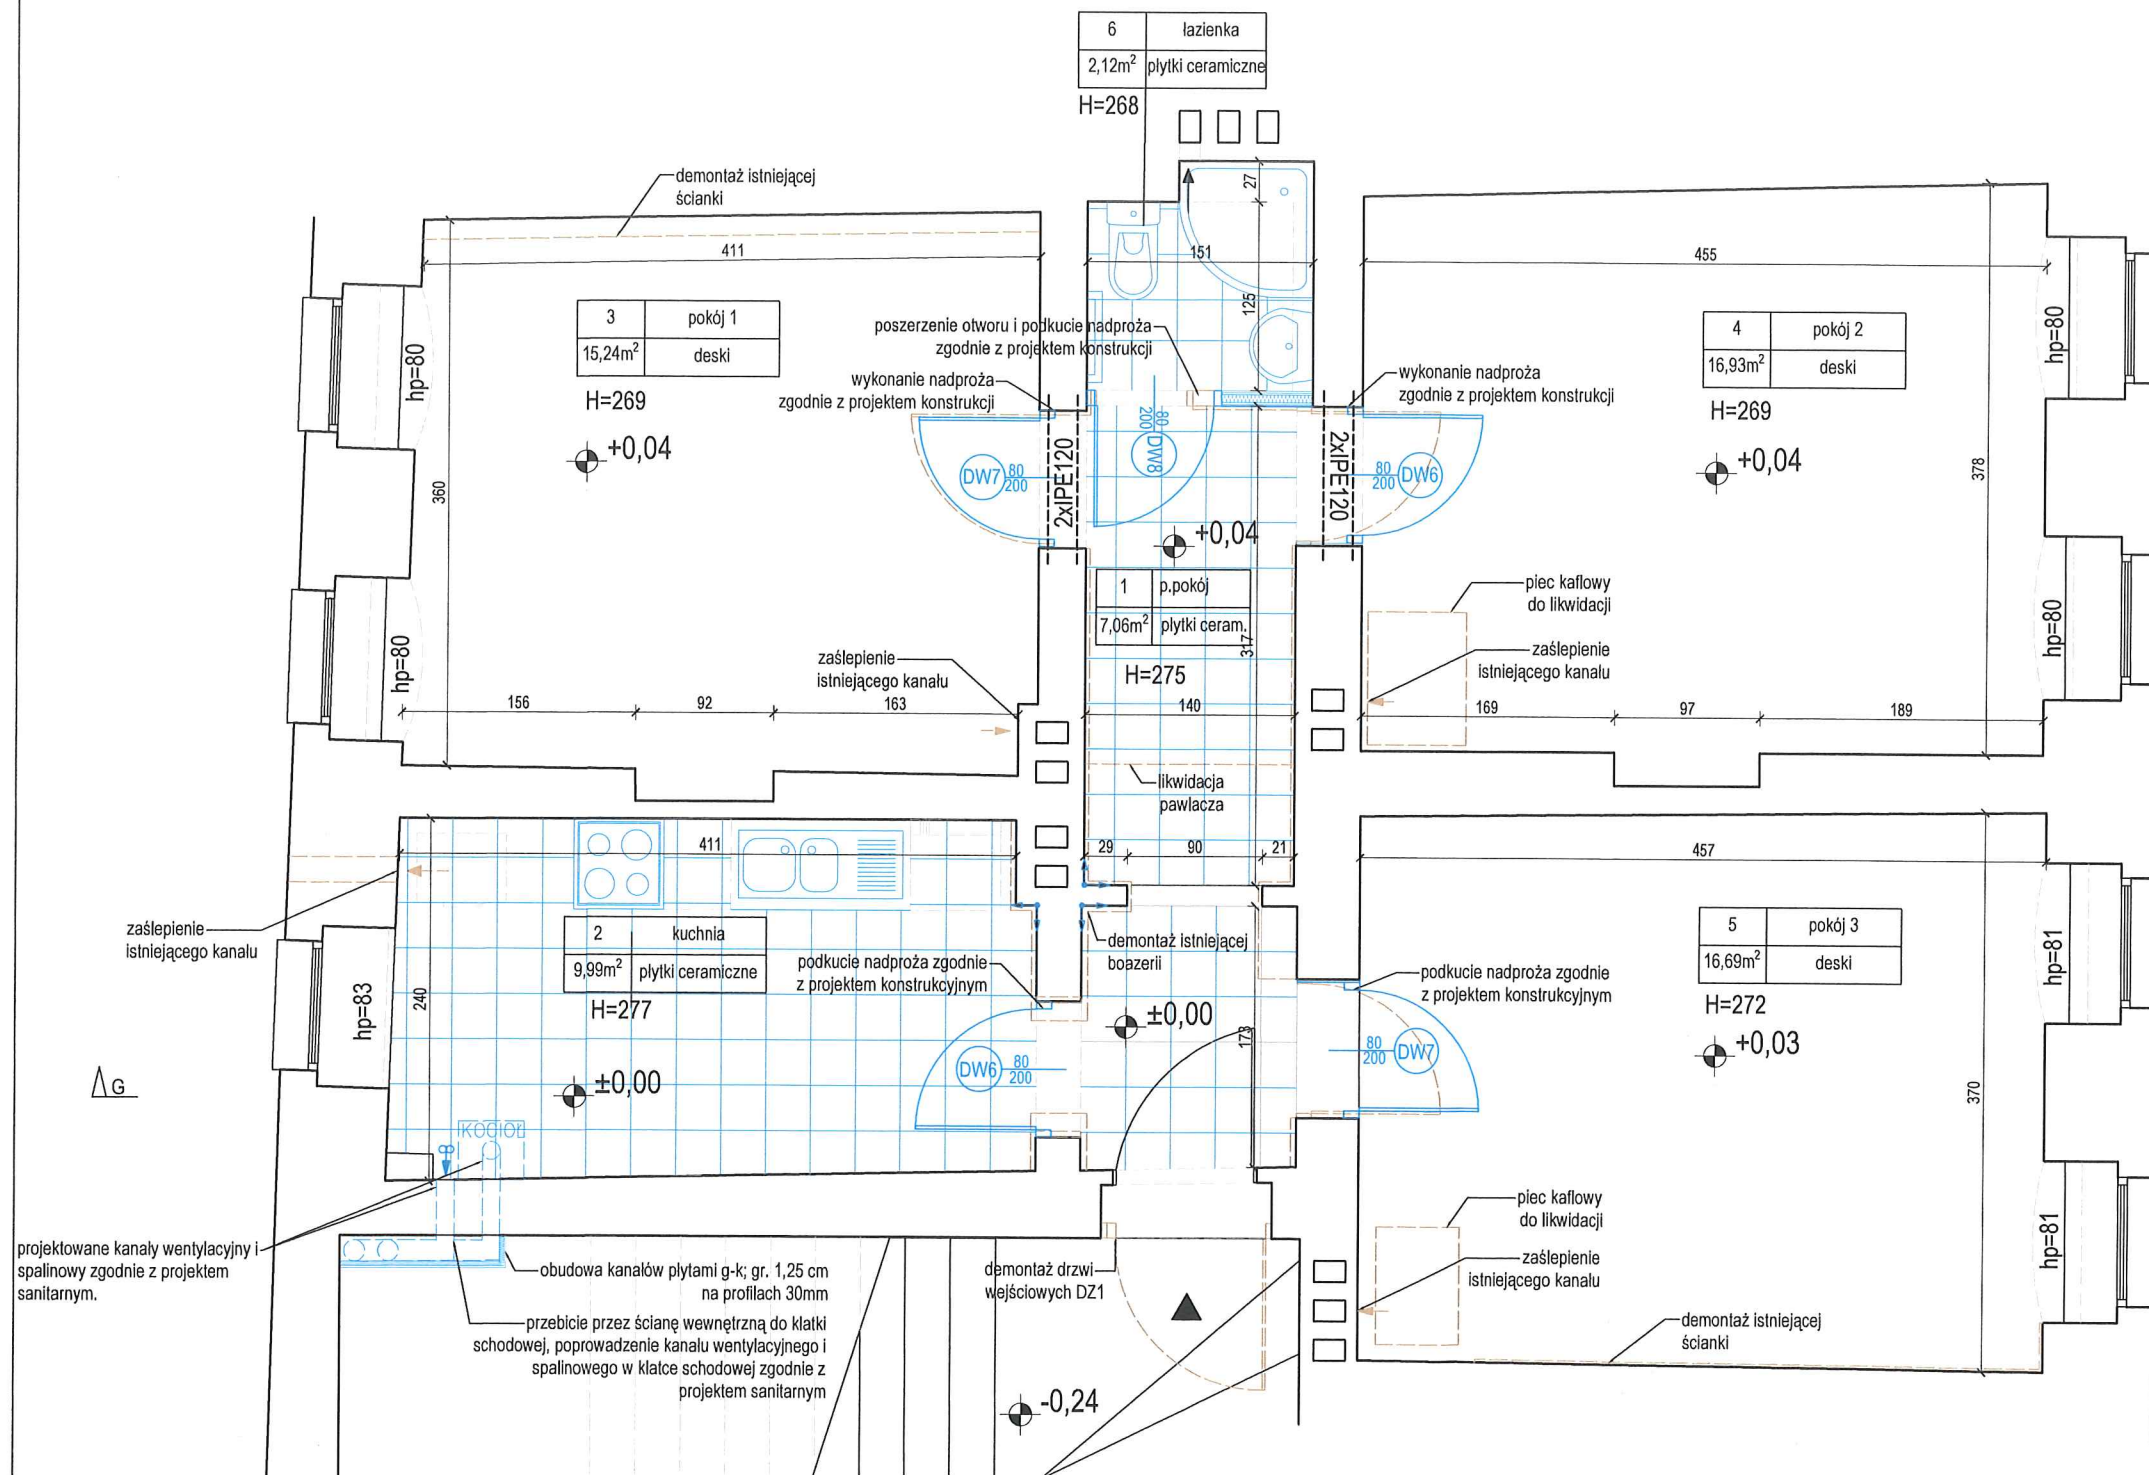 6 łazienka
2,12m² płytki ceramiczne
H=268
demontaż istniejącej
ścianki
411
27
151
125
455
3 pokój 1
15,24m² deski
H=269
+0,04
hp=80
360
poszerzenie otworu i podkucie nadproża
zgodnie z projektem konstrukcji
wykonanie nadproża
zgodnie z projektem konstrukcji
wykonanie nadproża
zgodnie z projektem konstrukcji
4 pokój 2
16,93m² deski
H=269
+0,04
hp=80
378
DW7 80
200
2xIPE120
80
200
DW8
2xIPE120
80
200 DW6
+0,04
1 p.pokój
7,06m² płytki ceram.
H=275
317
piec kaflowy
do likwidacji
zaślepienie
istniejącego kanału
zaślepienie
istniejącego kanału
hp=80
hp=80
156
92
163
140
169
97
189
likwidacja
pawlacza
411
29
90
21
457
zaślepienie
istniejącego kanału
2 kuchnia
9,99m² płytki ceramiczne
H=277
±0,00
hp=83
240
podkucie nadproża zgodnie
z projektem konstrukcyjnym
demontaż istniejącej
boazerii
±0,00
173
podkucie nadproża zgodnie
z projektem konstrukcyjnym
5 pokój 3
16,69m² deski
H=272
+0,03
hp=81
370
DW6 80
200
80
200 DW7
G
KOCIOŁ
8
projektowane kanały wentylacyjny i
spalinowy zgodnie z projektem
sanitarnym.
obudowa kanałów płytami g-k; gr. 1,25 cm
na profilach 30mm
przebicie przez ścianę wewnętrzną do klatki
schodowej, poprowadzenie kanału wentylacyjnego i
spalinowego w klatce schodowej zgodnie z
projektem sanitarnym
demontaż drzwi
wejściowych DZ1
piec kaflowy
do likwidacji
zaślepienie
istniejącego kanału
hp=81
demontaż istniejącej
ścianki
-0,24